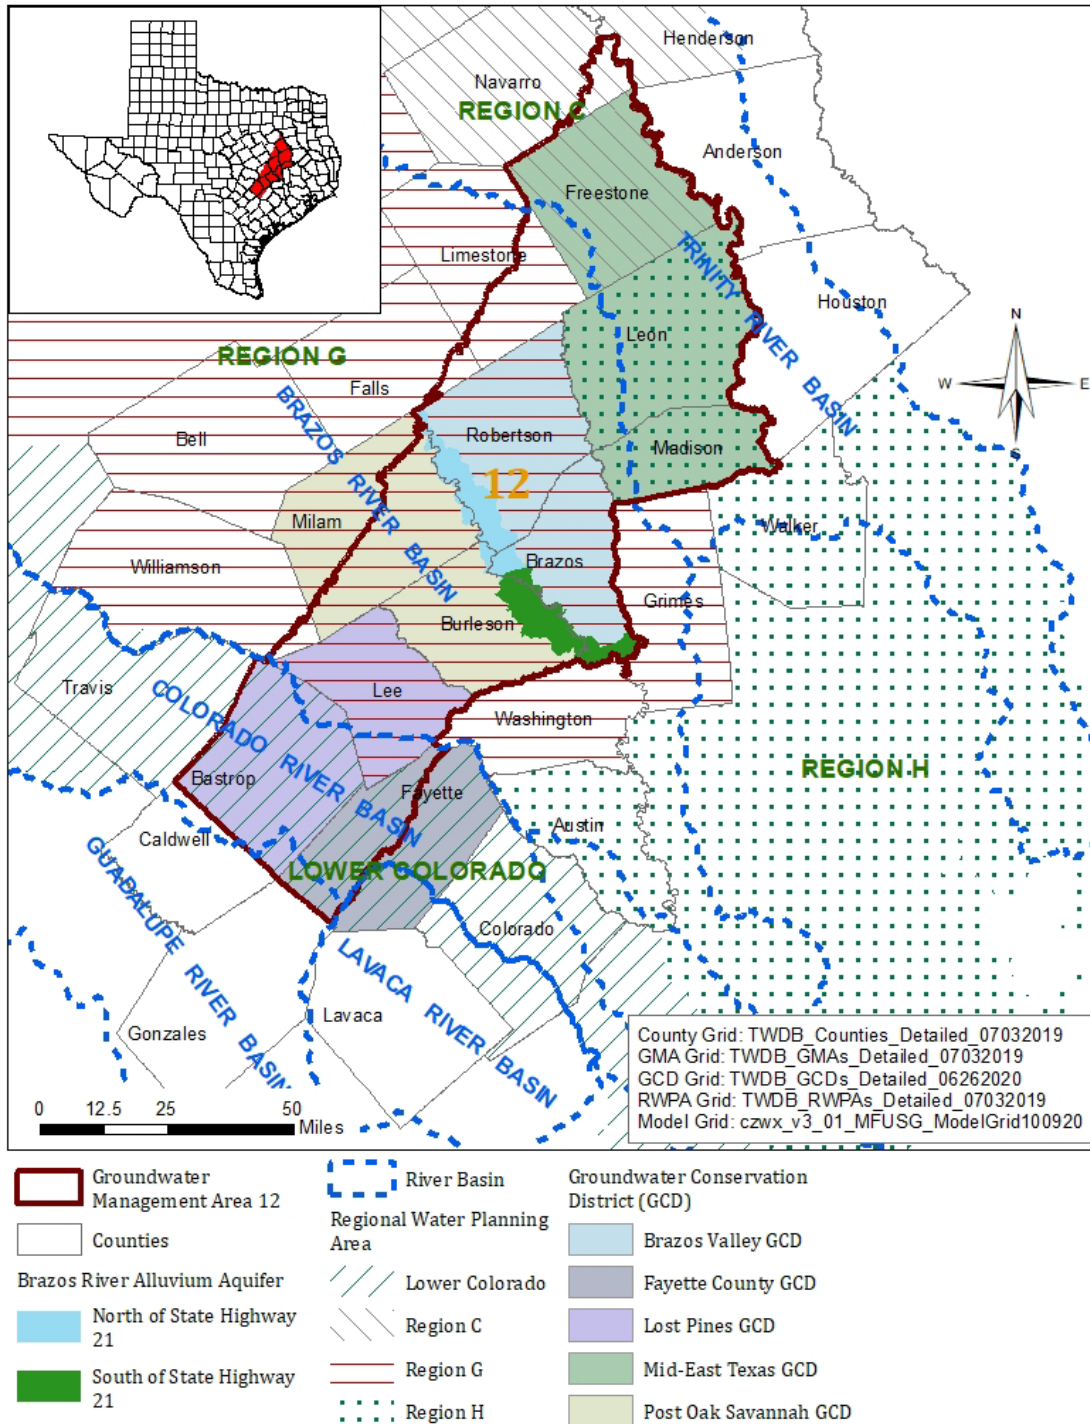 Henderson
Navarro
REGION C
Anderson
Freestone
Limestone
TRINITY RIVER BASIN
Houston
N
W
E
S
Leon
REGION G
Falls
BRAZOS RIVER BASIN
Bell
Robertson
Madison
12
Milam
Walker
Williamson
Brazos
Grimes
Burleson
Travis
Lee
COLORADO RIVER BASIN
Washington
REGION H
Bastrop
Fayette
Austin
Caldwell
LOWER COLORADO
GUADALUPE RIVER BASIN
Colorado
LAVACA RIVER BASIN
Lavaca
Gonzales
County Grid: TWDB_Counties_Detailed_07032019
GMA Grid: TWDB_GMAs_Detailed_07032019
GCD Grid: TWDB_GCDs_Detailed_06262020
RWPA Grid: TWDB_RWPAs_Detailed_07032019
Model Grid: czwx_v3_01_MFUSG_ModelGrid100920
0 12.5 25 50
Miles
Groundwater
Management Area 12
Counties
Brazos River Alluvium Aquifer
North of State Highway
21
South of State Highway
21
River Basin
Regional Water Planning
Area
Lower Colorado
Region C
Region G
Region H
Groundwater Conservation
District (GCD)
Brazos Valley GCD
Fayette County GCD
Lost Pines GCD
Mid-East Texas GCD
Post Oak Savannah GCD